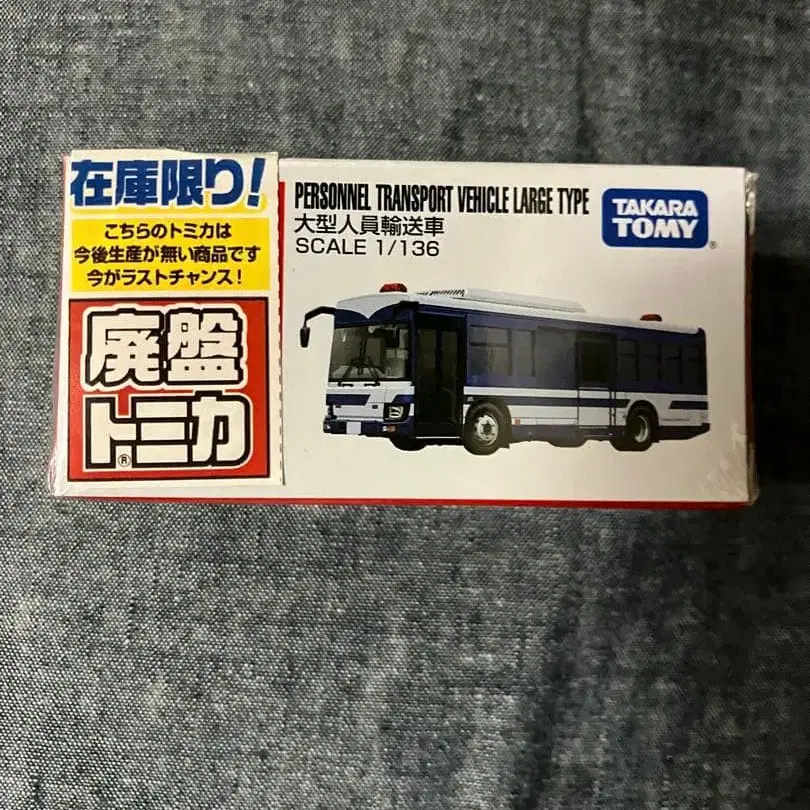 在庫限り!
こちらのトミカは
今後生産が無い商品です
今がラストチャンス!
廃盤
トミカ®
PERSONNEL TRANSPORT VEHICLE LARGE TYPE
大型人員輸送車
SCALE 1/136
TAKARA
TOMY®